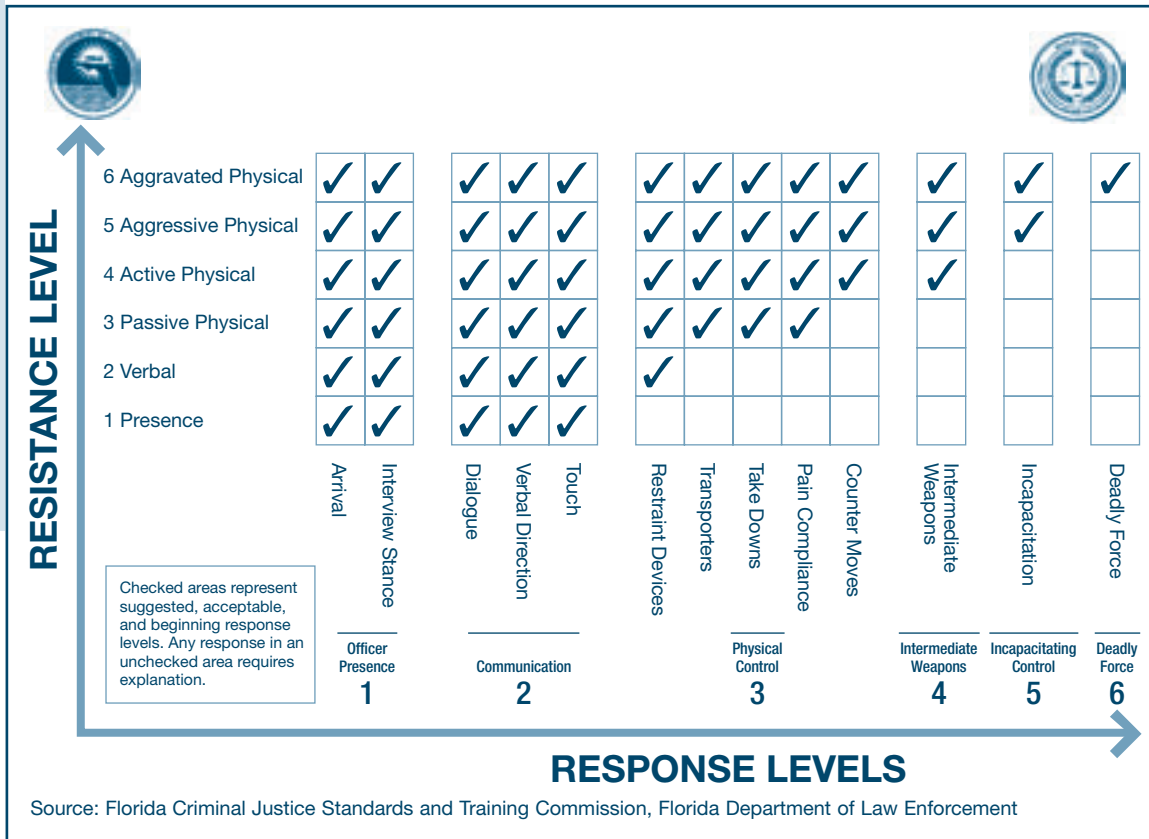 RESISTANCE LEVEL
6 Aggravated Physical
5 Aggressive Physical
4 Active Physical
3 Passive Physical
2 Verbal
1 Presence
Arrival
Interview Stance
Dialogue
Verbal Direction
Touch
Restraint Devices
Transporters
Take Downs
Pain Compliance
Counter Moves
Intermediate
Weapons
Incapacitation
Deadly Force
Checked areas represent
suggested, acceptable,
and beginning response
levels. Any response in an
unchecked area requires
explanation.
Officer
Presence
1
Communication
2
Physical
Control
3
Intermediate
Weapons
4
Incapacitating
Control
5
Deadly
Force
6
RESPONSE LEVELS
Source: Florida Criminal Justice Standards and Training Commission, Florida Department of Law Enforcement